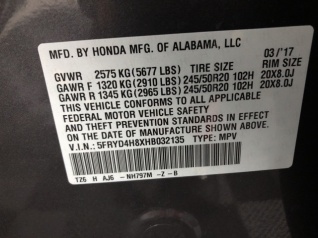 MFD. BY HONDA MFG. OF ALABAMA, LLC
03/'17
GVWR 2575 KG (5677 LBS) TIRE SIZE RIM SIZE
GAWR F 1320 KG (2910 LBS) 245/50R20 102H 20X8.0J
GAWR R 1345 KG (2965 LBS) 245/50R20 102H 20X8.0J
THIS VEHICLE CONFORMS TO ALL APPLICABLE
FEDERAL MOTOR VEHICLE SAFETY AND
THEFT PREVENTION STANDARDS IN EFFECT ON
THE DATE OF MANUFACTURE SHOWN ABOVE.
V.I.N.: 5FRYD4H8XHB032135 TYPE: MPV
TZ6 H AJ6- NH797M -Z -B